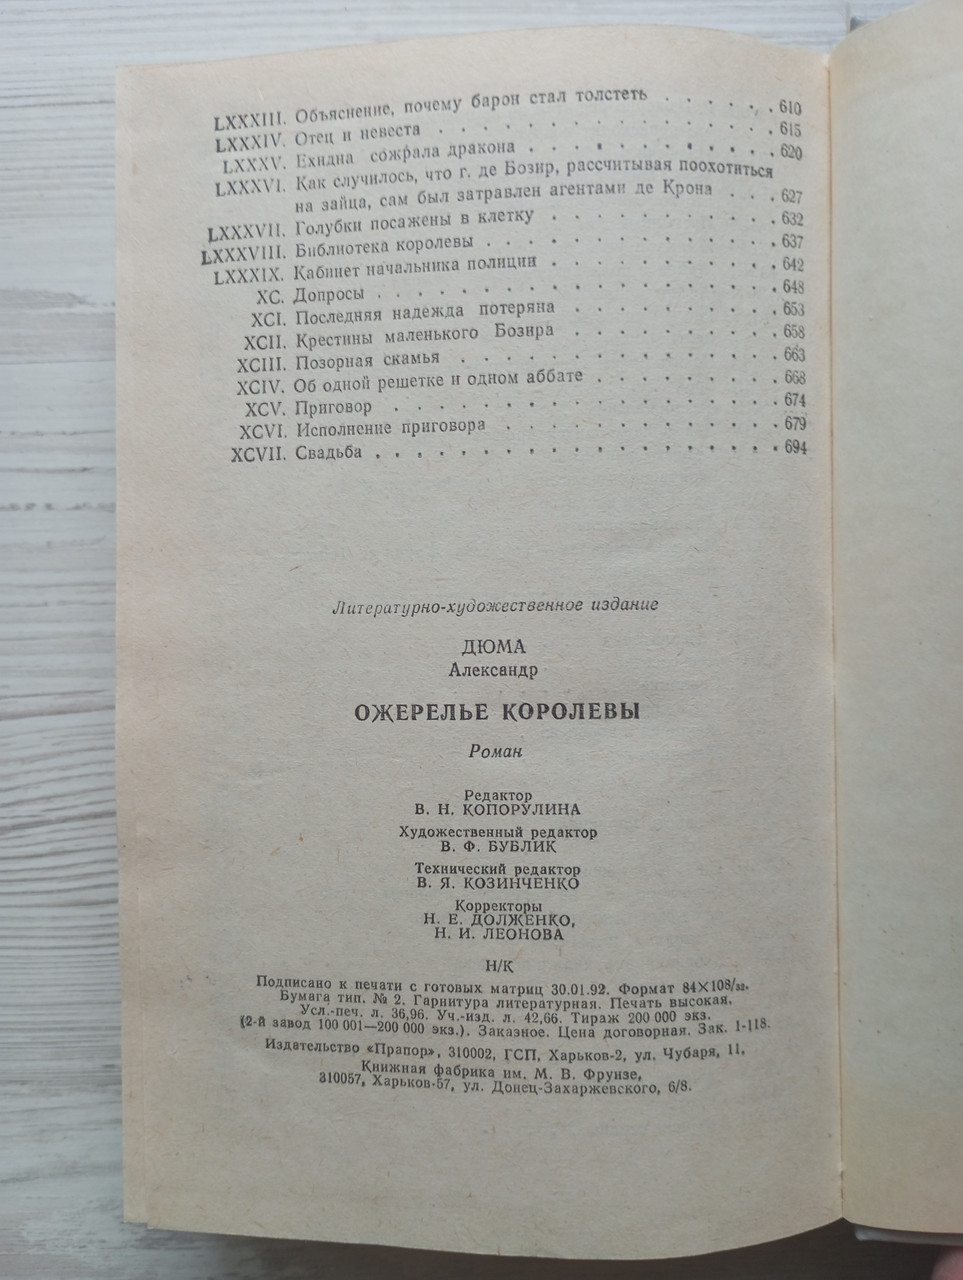 LXXXIII. Объяснение, почему барон стал толстеть . . . . . . 610
LXXXIV. Отец и невеста . . . . . . . . . . . . . . . 615
LXXXV. Ехидна сожрала дракона . . . . . . . . . . . 620
LXXXVI. Как случилось, что г. де Бозир, рассчитывая поохотиться
на зайца, сам был затравлен агентами де Крона . . . 627
LXXXVII. Голубки посажены в клетку . . . . . . . . . . 632
LXXXVIII. Библиотека королевы . . . . . . . . . . . . . 637
LXXXIX. Кабинет начальника полиции . . . . . . . . . . 642
XC. Допросы . . . . . . . . . . . . . . . . . . 648
XCI. Последняя надежда потеряна . . . . . . . . . . 653
XCII. Крестины маленького Бозира . . . . . . . . . . 658
XCIII. Позорная скамья . . . . . . . . . . . . . . 663
XCIV. Об одной решетке и одном аббате . . . . . . . . . 668
XCV. Приговор . . . . . . . . . . . . . . . . . 674
XCVI. Исполнение приговора . . . . . . . . . . . . 679
XCVII. Свадьба . . . . . . . . . . . . . . . . . . 694
Литературно-художественное издание
ДЮМА
Александр
ОЖЕРЕЛЬЕ КОРОЛЕВЫ
Роман
Редактор
В. Н. КОПОРУЛИНА
Художественный редактор
В. Ф. БУБЛИК
Технический редактор
В. Я. КОЗИНЧЕНКО
Корректоры
Н. Е. ДОЛЖЕНКО,
Н. И. ЛЕОНОВА
Н/К
Подписано к печати с готовых матриц 30.01.92. Формат 84×108/32.
Бумага тип. № 2. Гарнитура литературная. Печать высокая.
Усл.-печ. л. 36,96. Уч.-изд. л. 42,66. Тираж 200 000 экз.
(2-й завод 100 001—200 000 экз.). Заказное. Цена договорная. Зак. 1-118.
Издательство «Прапор», 310002, ГСП, Харьков-2, ул. Чубаря, 11.
Книжная фабрика им. М. В. Фрунзе,
310057, Харьков-57, ул. Донец-Захаржевского, 6/8.